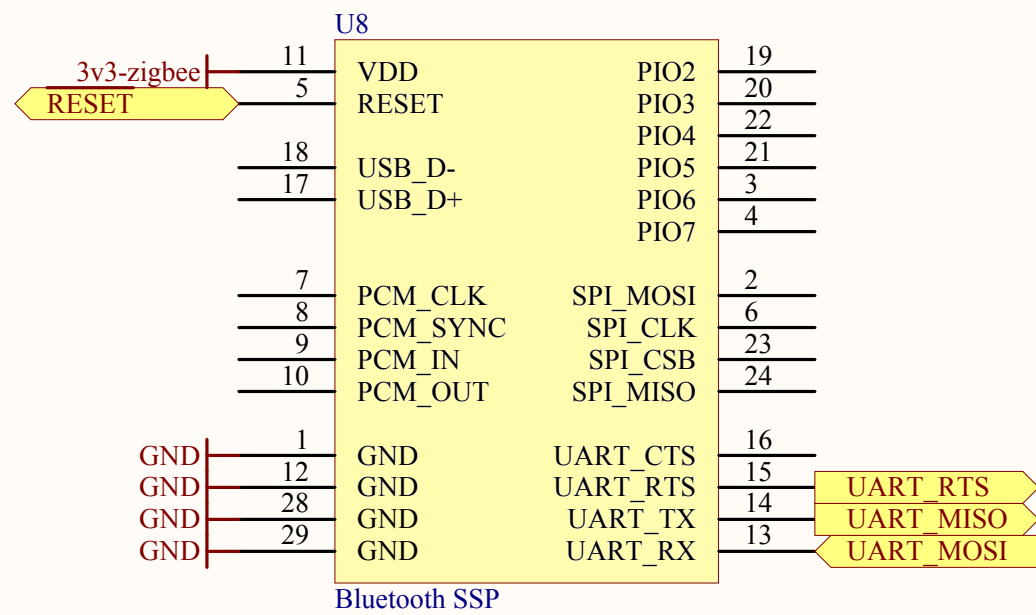 U8
3v3-zigbee 11 VDD PIO2 19
RESET 5 RESET PIO3 20
PIO4 22
18 USB_D- PIO5 21
17 USB_D+ PIO6 3
PIO7 4
7 PCM_CLK SPI_MOSI 2
8 PCM_SYNC SPI_CLK 6
9 PCM_IN SPI_CSB 23
10 PCM_OUT SPI_MISO 24
GND 1 GND UART_CTS 16
GND 12 GND UART_RTS 15 UART_RTS
GND 28 GND UART_TX 14 UART_MISO
GND 29 GND UART_RX 13 UART_MOSI
Bluetooth SSP